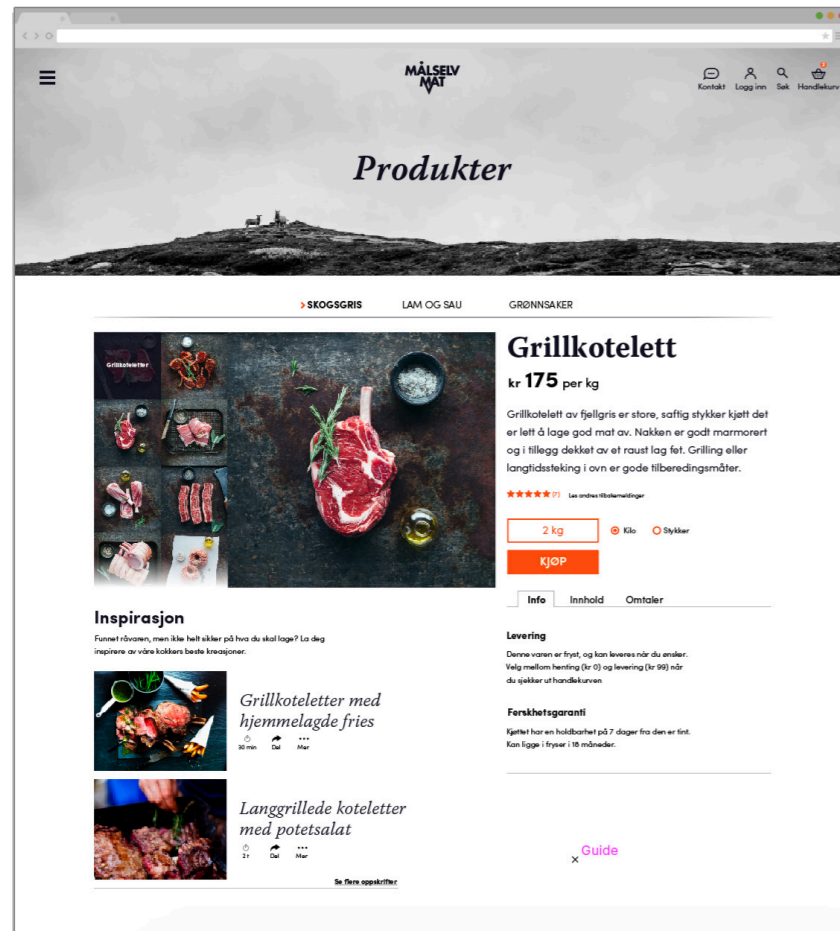 MÅLSELV
MAT
Kontakt
Logg inn
Søk
2
Handlekurv
Produkter
SKOGSGRIS
LAM OG SAU
GRØNNSAKER
Grillkoteletter
Grillkotelett
kr 175 per kg
Grillkotelett av fjellgris er store, saftig stykker kjøtt det
er lett å lage god mat av. Nakken er godt marmorert
og i tillegg dekket av et raust lag fet. Grilling eller
langtidssteking i ovn er gode tilberedingsmåter.
(7) Les andres tilbakemeldinger
2 kg
Kilo
Stykker
KJØP
Info
Innhold
Omtaler
Levering
Denne varen er fryst, og kan leveres når du ønsker.
Velg mellom henting (kr 0) og levering (kr 99) når
du sjekker ut handlekurven
Ferskhetsgaranti
Kjøttet har en holdbarhet på 7 dager fra den er tint.
Kan ligge i fryser i 18 måneder.
Inspirasjon
Funnet råvaren, men ikke helt sikker på hva du skal lage? La deg
inspirere av våre kokkers beste kreasjoner.
Grillkoteletter med
hjemmelagde fries
30 min
Del
Mer
Langgrillede koteletter
med potetsalat
2 t
Del
Mer
Se flere oppskrifter
Guide